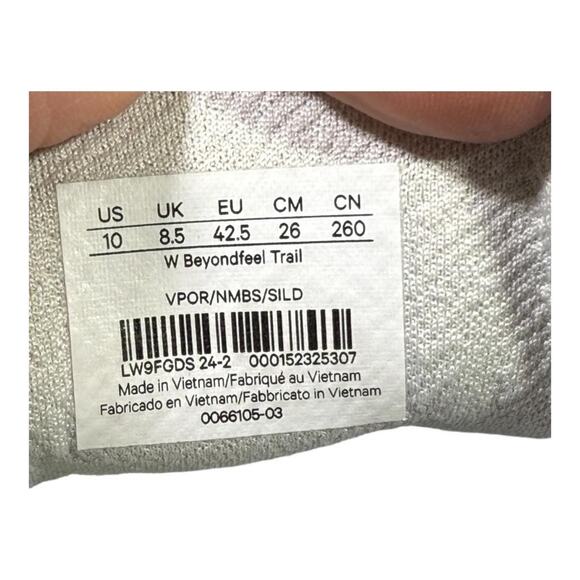 US UK EU CM CN
10 8.5 42.5 26 260
W Beyondfeel Trail
VPOR/NMBS/SILD
LW9FGDS 24-2 000152325307
Made in Vietnam/Fabriqué au Vietnam
Fabricado en Vietnam/Fabbricato in Vietnam
0066105-03